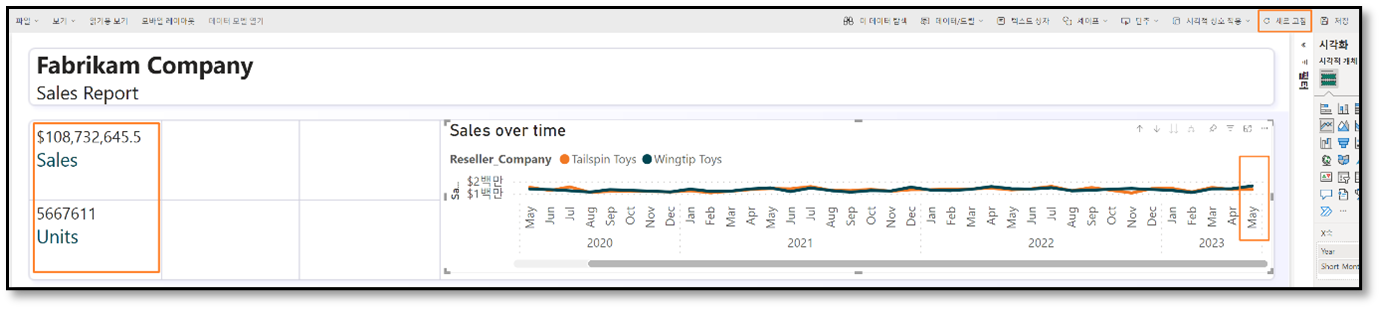 파일 보기 읽기용 보기 모바일 레이아웃 데이터 모델 열기 이 데이터 탐색 텍스트 상자 셰이프 단추 시각적 상호 작용 새로 고침 저장
Fabrikam Company
Sales Report
$108,732,645.5
Sales
5667611
Units
Sales over time
Reseller_Company Tailspin Toys Wingtip Toys
Sa...
$2백만
$1백만
May Jun Jul Aug Sep Oct Nov Dec Jan Feb Mar Apr May Jun Jul Aug Sep Oct Nov Dec Jan Feb Mar Apr May Jun Jul Aug Sep Oct Nov Dec Jan Feb Mar Apr May
2020 2021 2022 2023
필터
시각화
시각적 개체
X축
Year
Short Mont